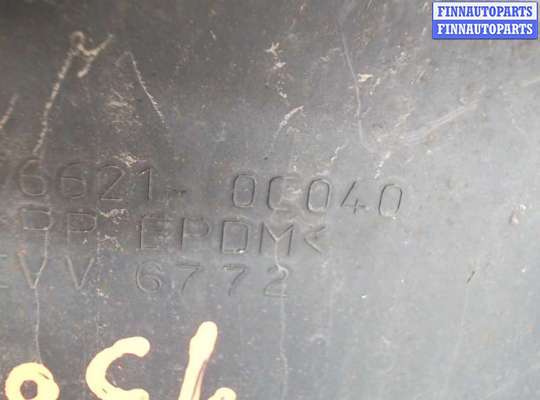 FINNAUTOPARTS
FINNAUTOPARTS
6621-0C040
PP EPDM<
VV 6772